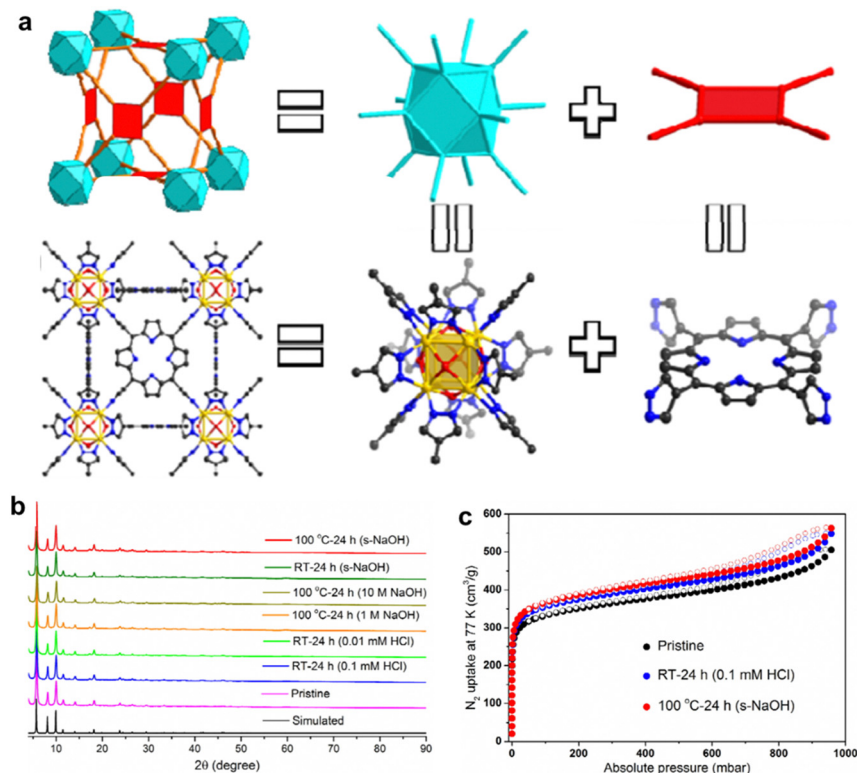 a
b
100 °C-24 h (s-NaOH)
RT-24 h (s-NaOH)
100 °C-24 h (10 M NaOH)
100 °C-24 h (1 M NaOH)
RT-24 h (0.01 mM HCl)
RT-24 h (0.1 mM HCl)
Pristine
Simulated
10 20 30 40 50 60 70 80 90
2θ (degree)
c
600
500
400
300
200
100
0
N₂ uptake at 77 K (cm³/g)
Pristine
RT-24 h (0.1 mM HCl)
100 °C-24 h (s-NaOH)
0 200 400 600 800 1000
Absolute pressure (mbar)